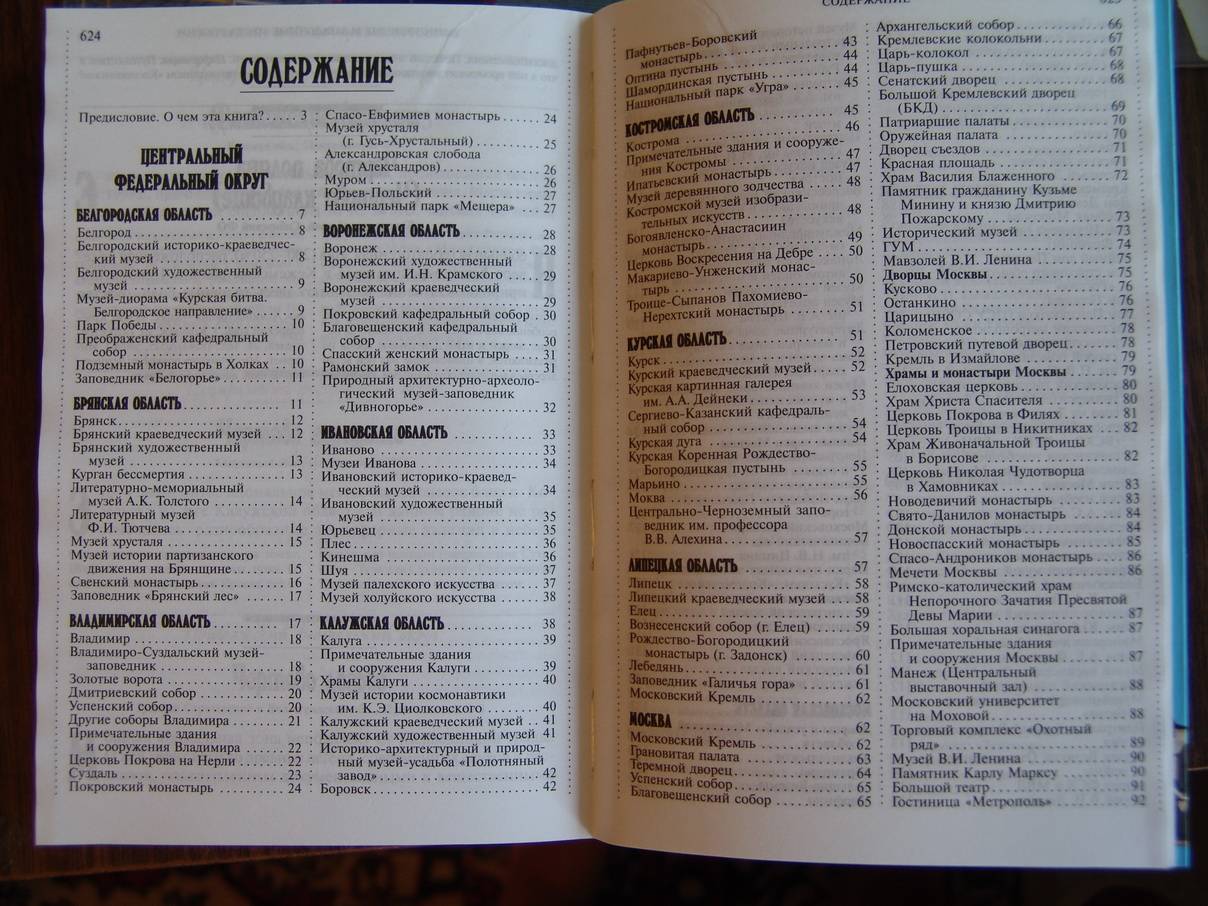 624
СОДЕРЖАНИЕ
Предисловие. О чем эта книга?..... 3
ЦЕНТРАЛЬНЫЙ
ФЕДЕРАЛЬНЫЙ ОКРУГ
БЕЛГОРОДСКАЯ ОБЛАСТЬ ........... 7
Белгород ........................ 8
Белгородский историко-краеведчес-
кий музей ................... 8
Белгородский художественный
музей ....................... 9
Музей-диорама «Курская битва.
Белгородское направление» ..... 9
Парк Победы ................... 10
Преображенский кафедральный
собор ....................... 10
Подземный монастырь в Холках .. 10
Заповедник «Белогорье» ......... 11
БРЯНСКАЯ ОБЛАСТЬ .............. 11
Брянск ......................... 12
Брянский краеведческий музей ... 12
Брянский художественный
музей ....................... 13
Курган бессмертия .............. 13
Литературно-мемориальный
музей А.К. Толстого ........... 14
Литературный музей
Ф.И. Тютчева ................ 14
Музей хрусталя ................. 15
Музей истории партизанского
движения на Брянщине ........ 15
Свенский монастырь ............. 16
Заповедник «Брянский лес» ...... 17
ВЛАДИМИРСКАЯ ОБЛАСТЬ .......... 17
Владимир ....................... 18
Владимиро-Суздальский музей-
заповедник .................. 18
Золотые ворота ................. 19
Дмитриевский собор ............. 20
Успенский собор ................ 20
Другие соборы Владимира ........ 21
Примечательные здания
и сооружения Владимира ...... 22
Церковь Покрова на Нерли ....... 22
Суздаль ........................ 23
Покровский монастырь ........... 24
Спасо-Евфимиев монастырь ..... 24
Музей хрусталя
(г. Гусь-Хрустальный) ......... 25
Александровская слобода
(г. Александров) ............. 26
Муром ......................... 26
Юрьев-Польский ................ 27
Национальный парк «Мещера» ... 27
ВОРОНЕЖСКАЯ ОБЛАСТЬ ........... 28
Воронеж ........................ 28
Воронежский художественный
музей им. И.Н. Крамского ... 29
Воронежский краеведческий
музей ....................... 29
Покровский кафедральный собор . 30
Благовещенский кафедральный
собор ....................... 30
Спасский женский монастырь .... 31
Рамонский замок ............... 31
Природный архитектурно-археоло-
гический музей-заповедник
«Дивногорье» ................ 32
ИВАНОВСКАЯ ОБЛАСТЬ ............ 33
Иваново ........................ 33
Музеи Иванова .................. 34
Ивановский историко-краевед-
ческий музей ................ 34
Ивановский художественный
музей ....................... 35
Юрьевец ........................ 35
Плес ........................... 36
Кинешма ........................ 36
Шуя ............................ 37
Музей палехского искусства ..... 37
Музей холуйского искусства ..... 38
КАЛУЖСКАЯ ОБЛАСТЬ ............. 38
Калуга ......................... 39
Примечательные здания
и сооружения Калуги ......... 39
Храмы Калуги ................... 40
Музей истории космонавтики
им. К.Э. Циолковского ........ 40
Калужский краеведческий музей .. 41
Калужский художественный музей 41
Историко-архитектурный и природ-
ный музей-усадьба «Полотняный
завод» ...................... 42
Боровск ........................ 42
СОДЕРЖАНИЕ
Пафнутьев-Боровский
монастырь ................... 43
Оптина пустынь ................ 44
Шамординская пустынь .......... 44
Национальный парк «Угра» ...... 45
КОСТРОМСКАЯ ОБЛАСТЬ ........... 45
Кострома ....................... 46
Примечательные здания и сооруже-
ния Костромы ................ 47
Ипатьевский монастырь .......... 47
Музей деревянного зодчества .... 48
Костромской музей изобрази-
тельных искусств ............ 48
Богоявленско-Анастасиин
монастырь ................... 49
Церковь Воскресения на Дебре ... 50
Макариево-Унженский монас-
тырь ........................ 50
Троице-Сыпанов Пахомиево-
Нерехтский монастырь ........ 51
КУРСКАЯ ОБЛАСТЬ ............... 51
Курск .......................... 52
Курский краеведческий музей .... 52
Курская картинная галерея
им. А.А. Дейнеки ............ 53
Сергиево-Казанский кафедраль-
ный собор ................... 54
Курская дуга ................... 54
Курская Коренная Рождество-
Богородицкая пустынь ........ 55
Марьино ........................ 55
Моква .......................... 56
Центрально-Черноземный запо-
ведник им. профессора
В.В. Алехина ................ 57
ЛИПЕЦКАЯ ОБЛАСТЬ .............. 57
Липецк ......................... 58
Липецкий краеведческий музей ... 58
Елец ........................... 59
Вознесенский собор (г. Елец) ... 59
Рождество-Богородицкий
монастырь (г. Задонск) ...... 60
Лебедянь ....................... 61
Заповедник «Галичья гора» ...... 61
Московский Кремль .............. 62
МОСКВА ........................ 62
Московский Кремль .............. 62
Грановитая палата .............. 63
Теремной дворец ................ 64
Успенский собор ................ 65
Благовещенский собор ........... 65
Архангельский собор ............ 66
Кремлевские колокольни ......... 67
Царь-колокол ................... 67
Царь-пушка ..................... 68
Сенатский дворец ............... 68
Большой Кремлевский дворец
(БКД) ....................... 69
Патриаршие палаты .............. 70
Оружейная палата ............... 70
Дворец съездов ................. 71
Красная площадь ................ 71
Храм Василия Блаженного ........ 72
Памятник гражданину Кузьме
Минину и князю Дмитрию
Пожарскому .................. 73
Исторический музей ............. 73
ГУМ ............................ 74
Мавзолей В.И. Ленина ........... 75
Дворцы Москвы .................. 75
Кусково ........................ 76
Останкино ...................... 76
Царицыно ....................... 77
Коломенское .................... 78
Петровский путевой дворец ...... 78
Кремль в Измайлове ............. 79
Храмы и монастыри Москвы ....... 79
Елоховская церковь ............. 80
Храм Христа Спасителя .......... 80
Церковь Покрова в Филях ........ 81
Церковь Троицы в Никитниках ... 82
Храм Живоначальной Троицы
в Борисове .................. 82
Церковь Николая Чудотворца
в Хамовниках ................ 83
Новодевичий монастырь .......... 83
Свято-Данилов монастырь ........ 84
Донской монастырь .............. 84
Новоспасский монастырь ......... 85
Спасо-Андроников монастырь ..... 86
Мечети Москвы .................. 86
Римско-католический храм
Непорочного Зачатия Пресвятой
Девы Марии .................. 87
Большая хоральная синагога ..... 87
Примечательные здания
и сооружения Москвы ......... 87
Манеж (Центральный
выставочный зал) ............ 88
Московский университет
на Моховой .................. 88
Торговый комплекс «Охотный
ряд» ........................ 89
Музей В.И. Ленина .............. 90
Памятник Карлу Марксу .......... 90
Большой театр .................. 91
Гостиница «Метрополь» .......... 92